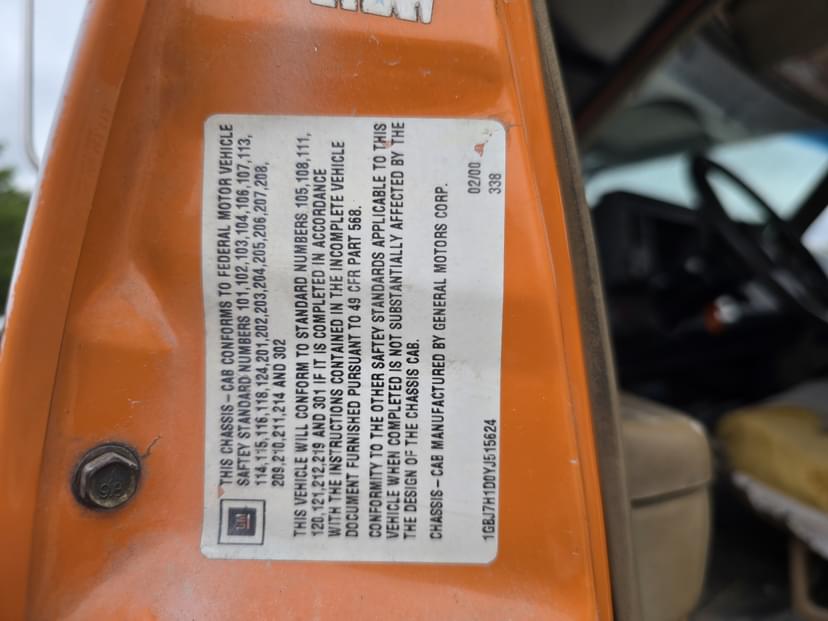 THIS CHASSIS-CAB CONFORMS TO FEDERAL MOTOR VEHICLE
SAFTEY STANDARD NUMBERS 101,102,103,104,106,107,113,
114,115,116,118,124,201,202,203,204,205,206,207,208,
209,210,211,214 AND 302
THIS VEHICLE WILL CONFORM TO STANDARD NUMBERS 105,108,111,
120,121,212,219 AND 301 IF IT IS COMPLETED IN ACCORDANCE
WITH THE INSTRUCTIONS CONTAINED IN THE INCOMPLETE VEHICLE
DOCUMENT FURNISHED PURSUANT TO 49 CFR PART 568.
CONFORMITY TO THE OTHER SAFTEY STANDARDS APPLICABLE TO THIS
VEHICLE WHEN COMPLETED IS NOT SUBSTANTIALLY AFFECTED BY THE
THE DESIGN OF THE CHASSIS CAB.
CHASSIS-CAB MANUFACTURED BY GENERAL MOTORS CORP.
02/00
1GBJ7H1D0YJ515624 338
GM
98